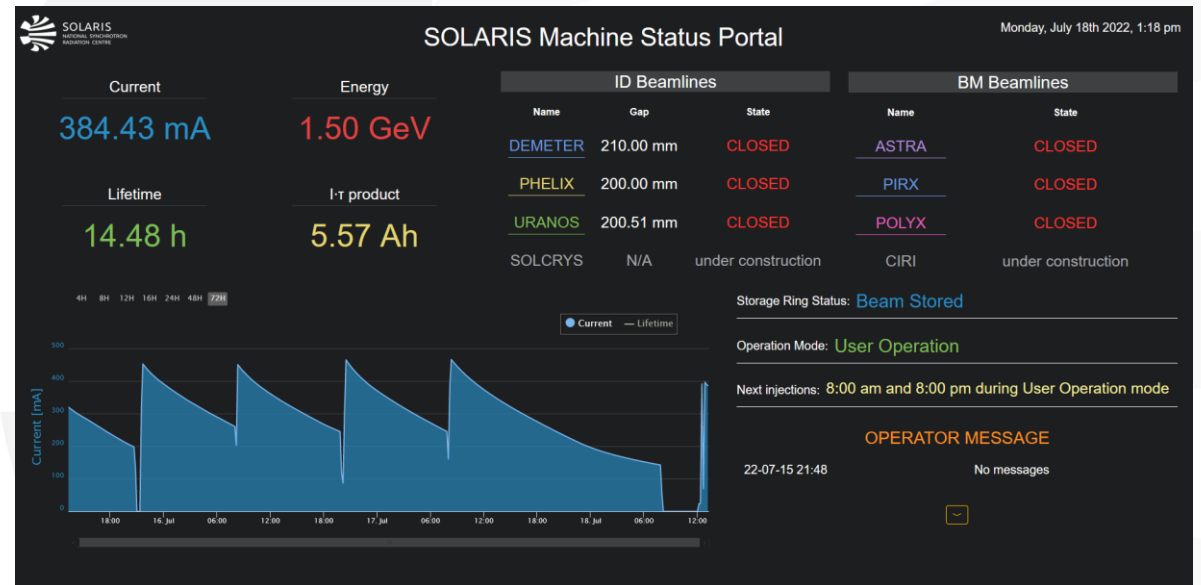 SOLARIS
NATIONAL SYNCHROTRON
RADIATION CENTRE
SOLARIS Machine Status Portal
Monday, July 18th 2022, 1:18 pm
Current
384.43 mA
Energy
1.50 GeV
Lifetime
14.48 h
I·τ product
5.57 Ah
ID Beamlines
Name Gap State
DEMETER 210.00 mm CLOSED
PHELIX 200.00 mm CLOSED
URANOS 200.51 mm CLOSED
SOLCRYS N/A under construction
BM Beamlines
Name State
ASTRA CLOSED
PIRX CLOSED
POLYX CLOSED
CIRI under construction
4H 8H 12H 16H 24H 48H 72H
Current Lifetime
Current [mA]
500
400
300
200
100
0
18:00 16. Jul 06:00 12:00 18:00 17. Jul 06:00 12:00 18:00 18. Jul 06:00 12:00
Storage Ring Status: Beam Stored
Operation Mode: User Operation
Next injections: 8:00 am and 8:00 pm during User Operation mode
OPERATOR MESSAGE
22-07-15 21:48 No messages